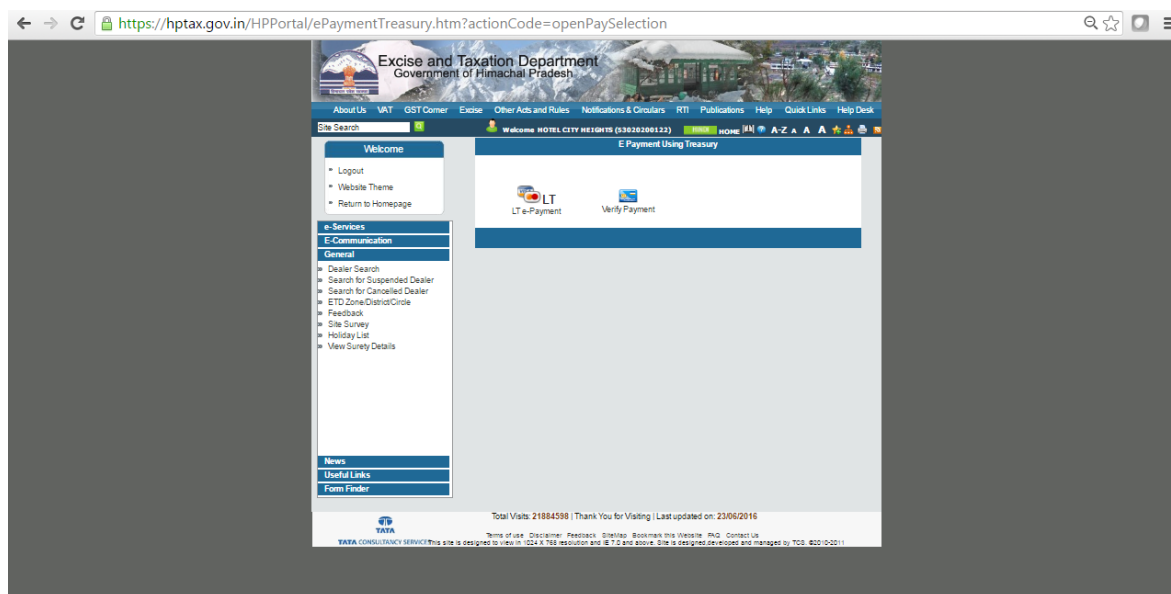 https://hptax.gov.in/HPPortal/ePaymentTreasury.htm?actionCode=openPaySelection
Excise and Taxation Department
Government of Himachal Pradesh
About Us VAT GST Corner Excise Other Acts and Rules Notifications & Circulars RTI Publications Help Quick Links Help Desk
Site Search
Welcome HOTEL CITY HEIGHTS (53020200122) HOME A-Z A A A
Welcome
Logout
Website Theme
Return to Homepage
E Payment Using Treasury
LT
LT e-Payment Verify Payment
e-Services
E-Communication
General
Dealer Search
Search for Suspended Dealer
Search for Cancelled Dealer
ETD Zone/District/Circle
Feedback
Site Survey
Holiday List
View Surety Details
News
Useful Links
Form Finder
TATA
TATA CONSULTANCY SERVICES
Total Visits: 21884598 | Thank You for Visiting | Last updated on: 23/06/2016
Terms of use Disclaimer Feedback SiteMap Bookmark this Website FAQ Contact Us
This site is designed to view in 1024 X 768 resolution and IE 7.0 and above. Site is designed,developed and managed by TCS. ©2010-2011